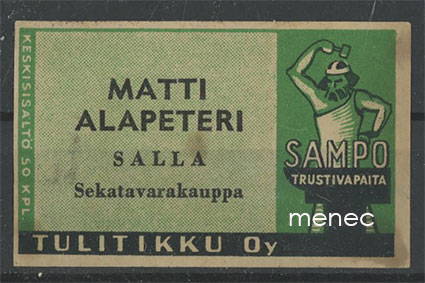 KESKISISÄLTÖ 50 KPL.
MATTI
ALAPETERI
SALLA
Sekatavarakauppa
SAMPO
TRUSTIVAPAITA
menec
TULITIKKU Oy